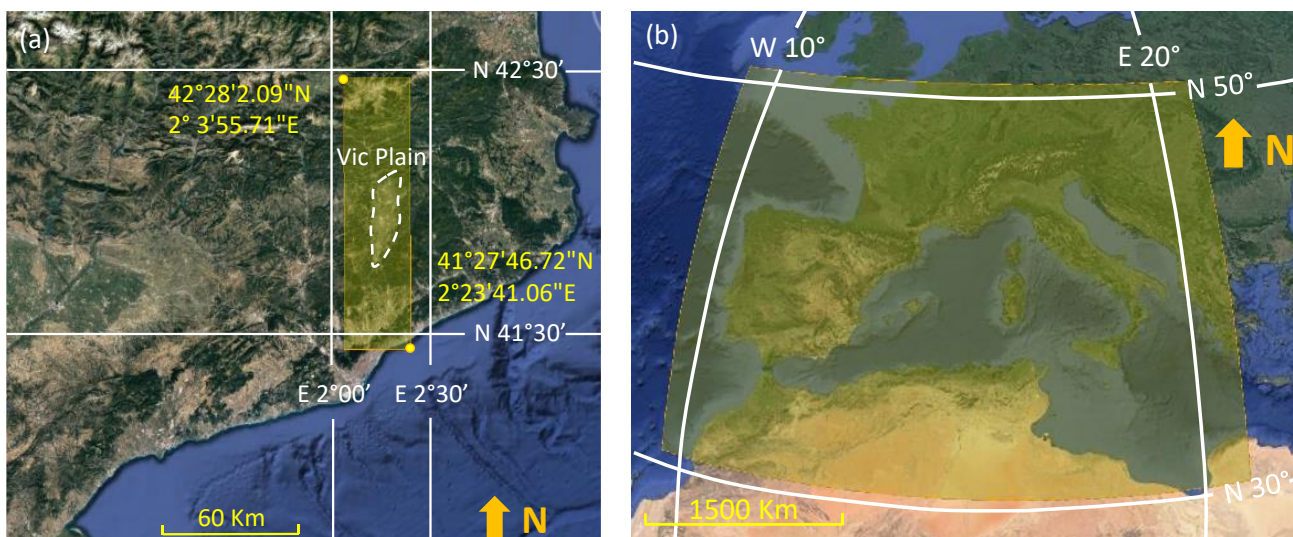 (a)
N 42°30’
42°28'2.09"N
2° 3'55.71"E
Vic Plain
41°27'46.72"N
2°23'41.06"E
N 41°30’
E 2°00’ E 2°30’
60 Km
N
(b)
W 10°
E 20°
N 50°
N
N 30°
1500 Km